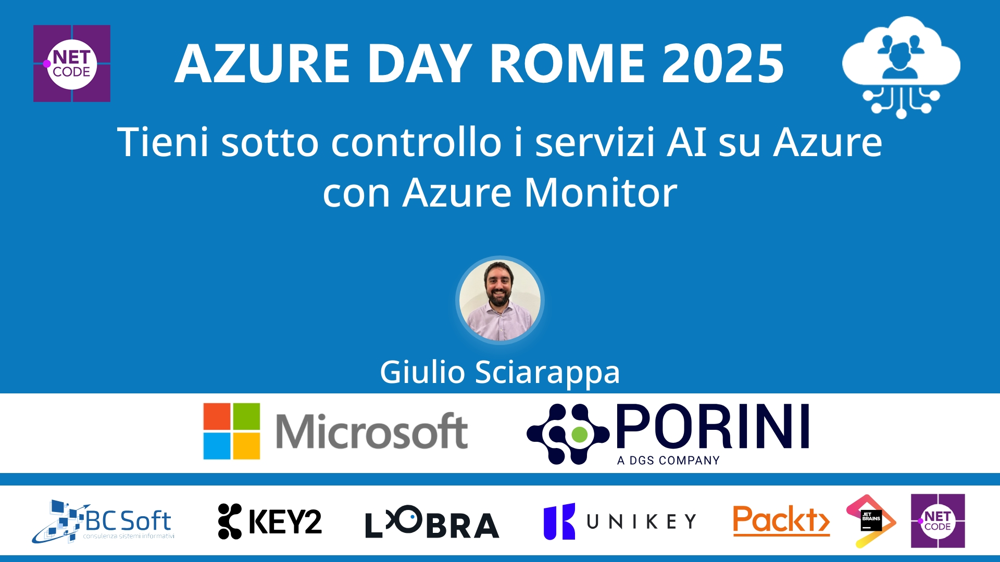 NET
CODE
AZURE DAY ROME 2025
Tieni sotto controllo i servizi AI su Azure
con Azure Monitor
Giulio Sciarappa
Microsoft
PORINI
A DGS COMPANY
BC Soft
consulenza sistemi informativi
KEY2
LOBRA
UNIKEY
Packt
JET
BRAINS
NET
CODE